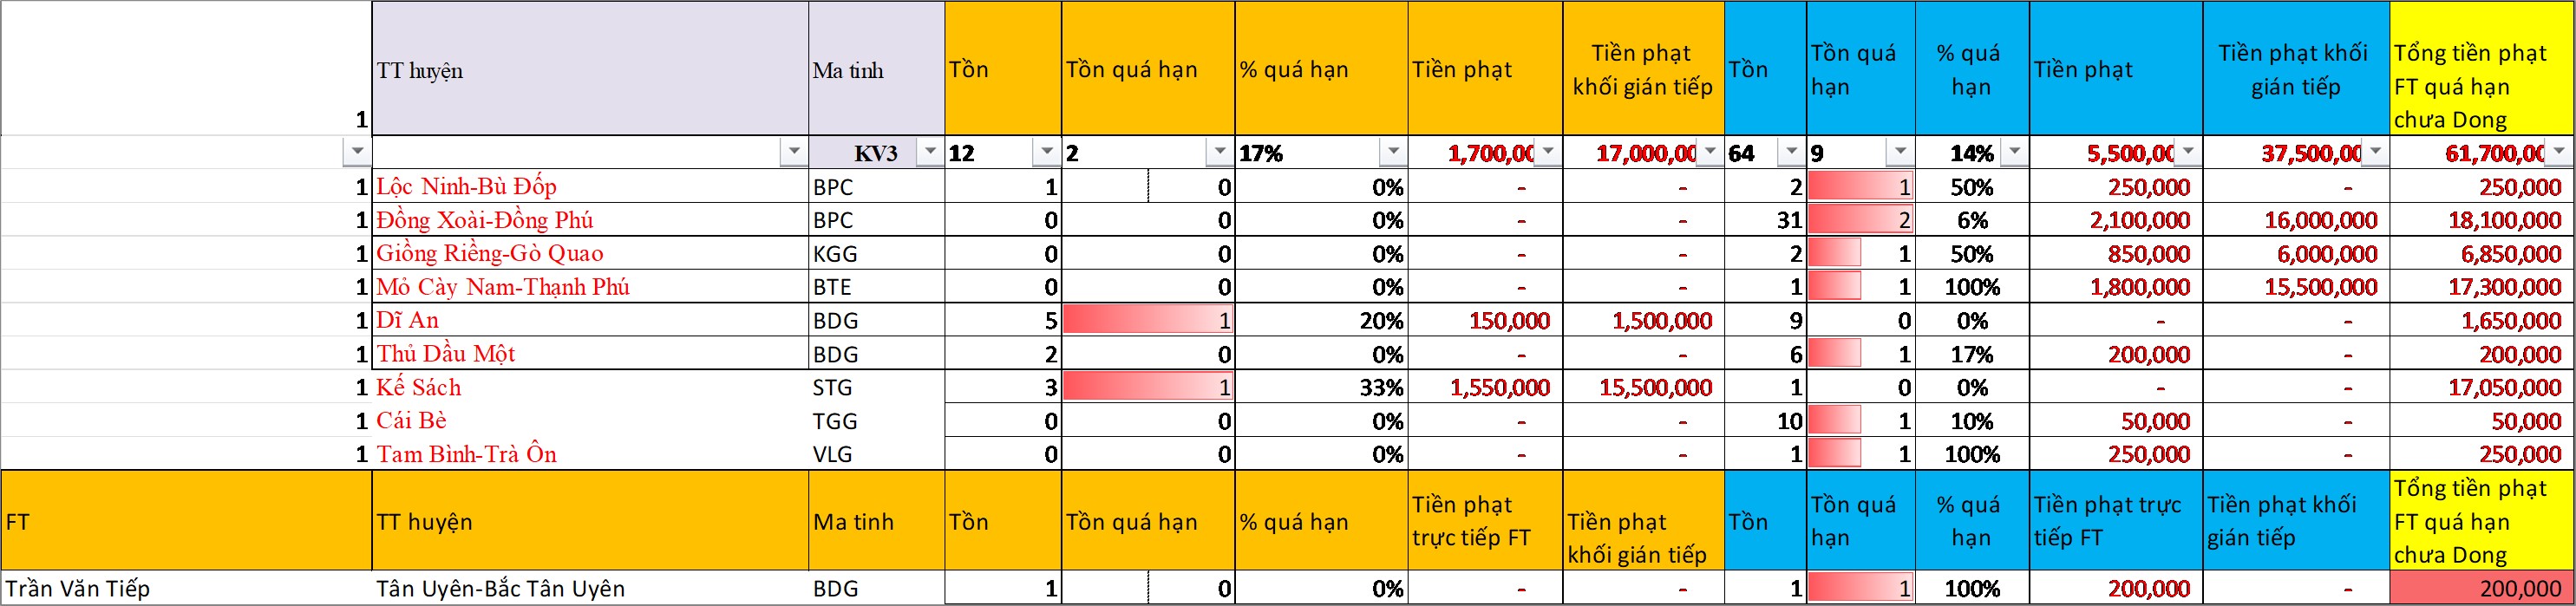 1 TT huyện Ma tinh Tồn Tồn quá hạn % quá hạn Tiền phạt Tiền phạt khối gián tiếp Tồn Tồn quá hạn % quá hạn Tiền phạt Tiền phạt khối gián tiếp Tổng tiền phạt FT quá hạn chưa Dong
KV3 12 2 17% 1,700,00 17,000,00 64 9 14% 5,500,00 37,500,00 61,700,00
1 Lộc Ninh-Bù Đốp BPC 1 0 0% - - 2 1 50% 250,000 - 250,000
1 Đồng Xoài-Đồng Phú BPC 0 0 0% - - 31 2 6% 2,100,000 16,000,000 18,100,000
1 Giồng Riềng-Gò Quao KGG 0 0 0% - - 2 1 50% 850,000 6,000,000 6,850,000
1 Mỏ Cày Nam-Thạnh Phú BTE 0 0 0% - - 1 1 100% 1,800,000 15,500,000 17,300,000
1 Dĩ An BDG 5 1 20% 150,000 1,500,000 9 0 0% - - 1,650,000
1 Thủ Dầu Một BDG 2 0 0% - - 6 1 17% 200,000 - 200,000
1 Kế Sách STG 3 1 33% 1,550,000 15,500,000 1 0 0% - - 17,050,000
1 Cái Bè TGG 0 0 0% - - 10 1 10% 50,000 - 50,000
1 Tam Bình-Trà Ôn VLG 0 0 0% - - 1 1 100% 250,000 - 250,000
FT TT huyện Ma tinh Tồn Tồn quá hạn % quá hạn Tiền phạt trực tiếp FT Tiền phạt khối gián tiếp Tồn Tồn quá hạn % quá hạn Tiền phạt trực tiếp FT Tiền phạt khối gián tiếp Tổng tiền phạt FT quá hạn chưa Dong
Trần Văn Tiếp Tân Uyên-Bắc Tân Uyên BDG 1 0 0% - - 1 1 100% 200,000 - 200,000